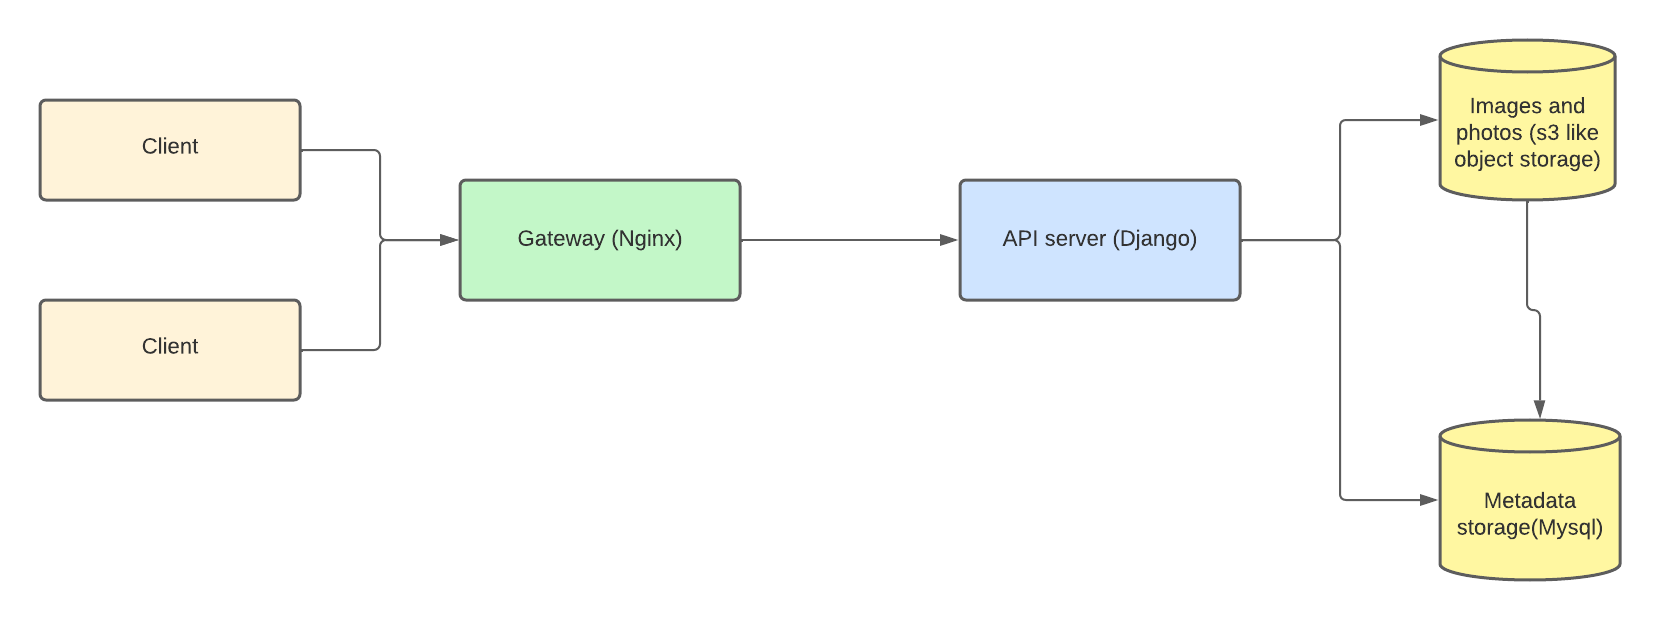 Client
Client
Gateway (Nginx)
API server (Django)
Images and
photos (s3 like
object storage)
Metadata
storage(Mysql)